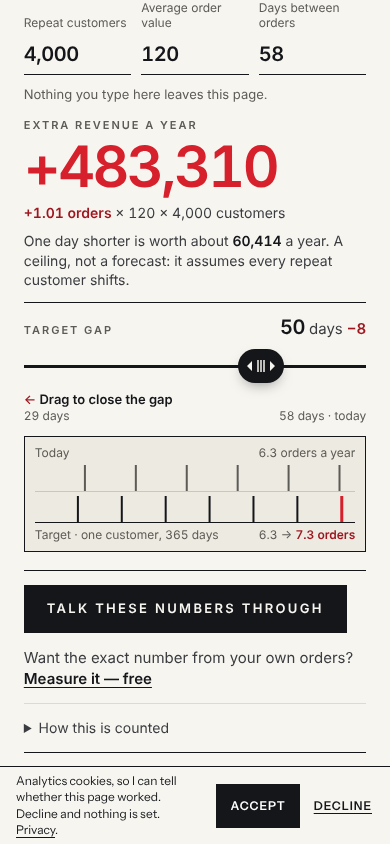 Repeat customers
Average order value
Days between orders
4,000
120
58
Nothing you type here leaves this page.
EXTRA REVENUE A YEAR
+483,310
+1.01 orders × 120 × 4,000 customers
One day shorter is worth about 60,414 a year. A
ceiling, not a forecast: it assumes every repeat
customer shifts.
TARGET GAP
50 days −8
← Drag to close the gap
29 days
58 days · today
Today
6.3 orders a year
Target · one customer, 365 days
6.3 → 7.3 orders
TALK THESE NUMBERS THROUGH
Want the exact number from your own orders?
Measure it — free
▶ How this is counted
Analytics cookies, so I can tell
whether this page worked.
Decline and nothing is set.
Privacy.
ACCEPT
DECLINE